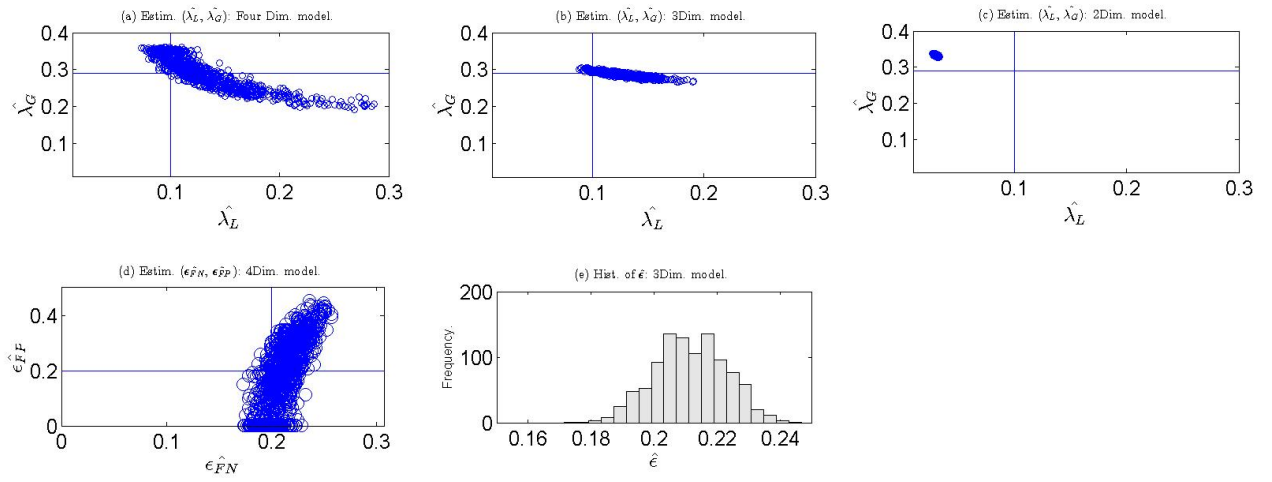 (a) Estim. (λ̂_L, λ̂_G): Four Dim. model.
0.4
0.3
0.2
0.1
λ̂_G
0.1 0.2 0.3
λ̂_L
(b) Estim. (λ̂_L, λ̂_G): 3Dim. model.
0.4
0.3
0.2
0.1
λ̂_G
0.1 0.2 0.3
λ̂_L
(c) Estim. (λ̂_L, λ̂_G): 2Dim. model.
0.4
0.3
0.2
0.1
λ̂_G
0.1 0.2 0.3
λ̂_L
(d) Estim. (ϵ̂_FN, ϵ̂_FP): 4Dim. model.
0.4
0.2
0
ϵ̂_FP
0 0.1 0.2 0.3
ϵ̂_FN
(e) Hist. of ϵ̂: 3Dim. model.
200
100
0
Frequency.
0.16 0.18 0.2 0.22 0.24
ϵ̂